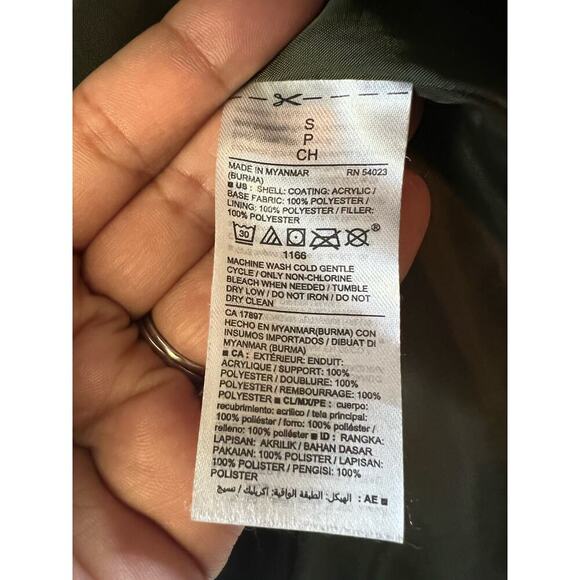 S
P
CH
MADE IN MYANMAR RN 54023
(BURMA)
■ US : SHELL: COATING: ACRYLIC /
BASE FABRIC: 100% POLYESTER /
LINING: 100% POLYESTER / FILLER:
100% POLYESTER
30 ®
1166
MACHINE WASH COLD GENTLE
CYCLE / ONLY NON-CHLORINE
BLEACH WHEN NEEDED / TUMBLE
DRY LOW / DO NOT IRON / DO NOT
DRY CLEAN
CA 17897
HECHO EN MYANMAR(BURMA) CON
INSUMOS IMPORTADOS / DIBUAT DI
MYANMAR (BURMA)
■ CA : EXTÉRIEUR: ENDUIT:
ACRYLIQUE / SUPPORT: 100%
POLYESTER / DOUBLURE: 100%
POLYESTER / REMBOURRAGE: 100%
POLYESTER ■ CL/MX/PE : cuerpo:
recubrimiento: acrílico / tela principal:
100% poliéster / forro: 100% poliéster /
relleno: 100% poliéster ■ ID : RANGKA:
LAPISAN: AKRILIK / BAHAN DASAR
PAKAIAN: 100% POLISTER / LAPISAN:
100% POLISTER / PENGISI: 100%
POLISTER
■ AE : الهيكل: الطبقة الواقية: أكريليك / نسيج